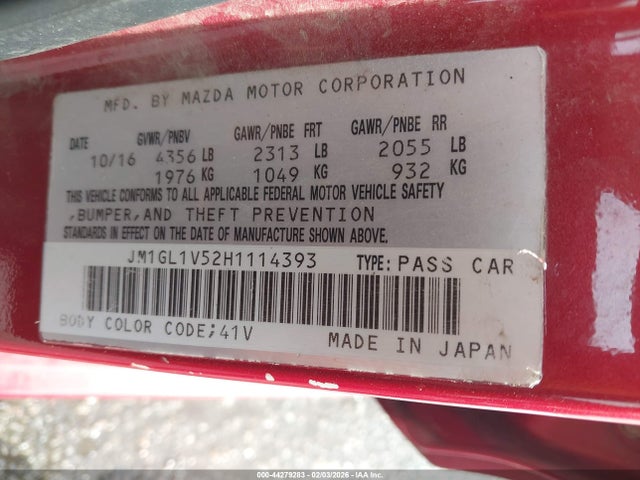 MFD. BY MAZDA MOTOR CORPORATION
DATE GVWR/PNBV GAWR/PNBE FRT GAWR/PNBE RR
10/16 4356 LB 2313 LB 2055 LB
1976 KG 1049 KG 932 KG
THIS VEHICLE CONFORMS TO ALL APPLICABLE FEDERAL MOTOR VEHICLE SAFETY
,BUMPER,AND THEFT PREVENTION
STANDARDS IN EFFECT ON THE DATE OF MANUFACTURE SHOWN ABOVE.
JM1GL1V52H1114393 TYPE: PASS CAR
BODY COLOR CODE;41V MADE IN JAPAN
000-44279283 - 02/03/2026 - IAA Inc.